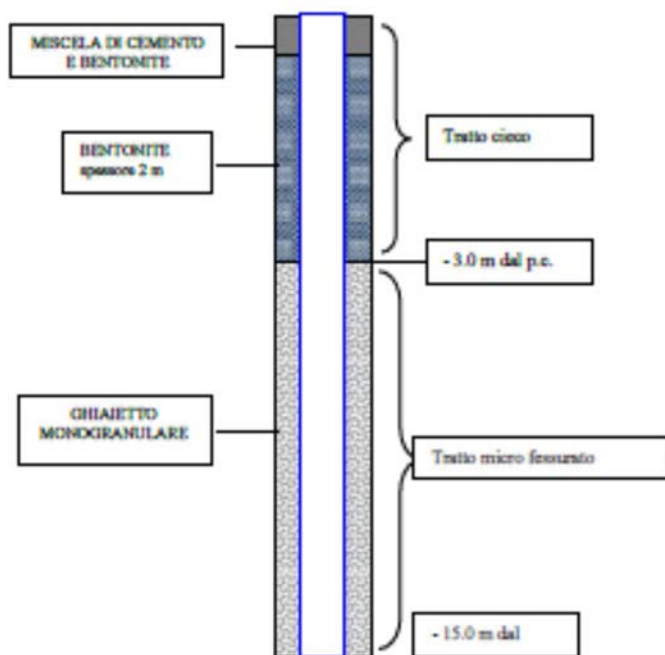 MISCELA DI CEMENTO
E BENTONITE
BENTONITE
spessore 2 m
Tratto cieco
- 3.0 m dal p.c.
GHIAIETTO
MONOGRANULARE
Tratto micro fessurato
- 15.0 m dal